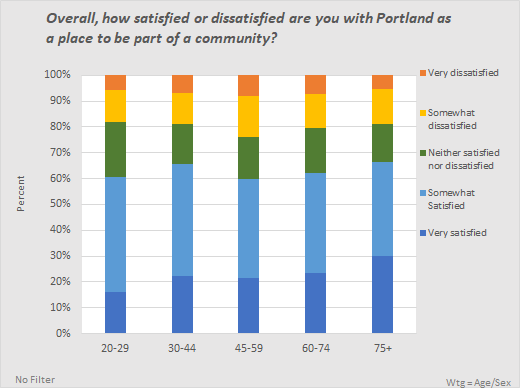 Overall, how satisfied or dissatisfied are you with Portland as
a place to be part of a community?
100%
90%
80%
70%
60%
50%
40%
30%
20%
10%
0%
Percent
20-29
30-44
45-59
60-74
75+
Very dissatisfied
Somewhat
dissatisfied
Neither satisfied
nor dissatisfied
Somewhat
Satisfied
Very satisfied
No Filter
Wtg = Age/Sex